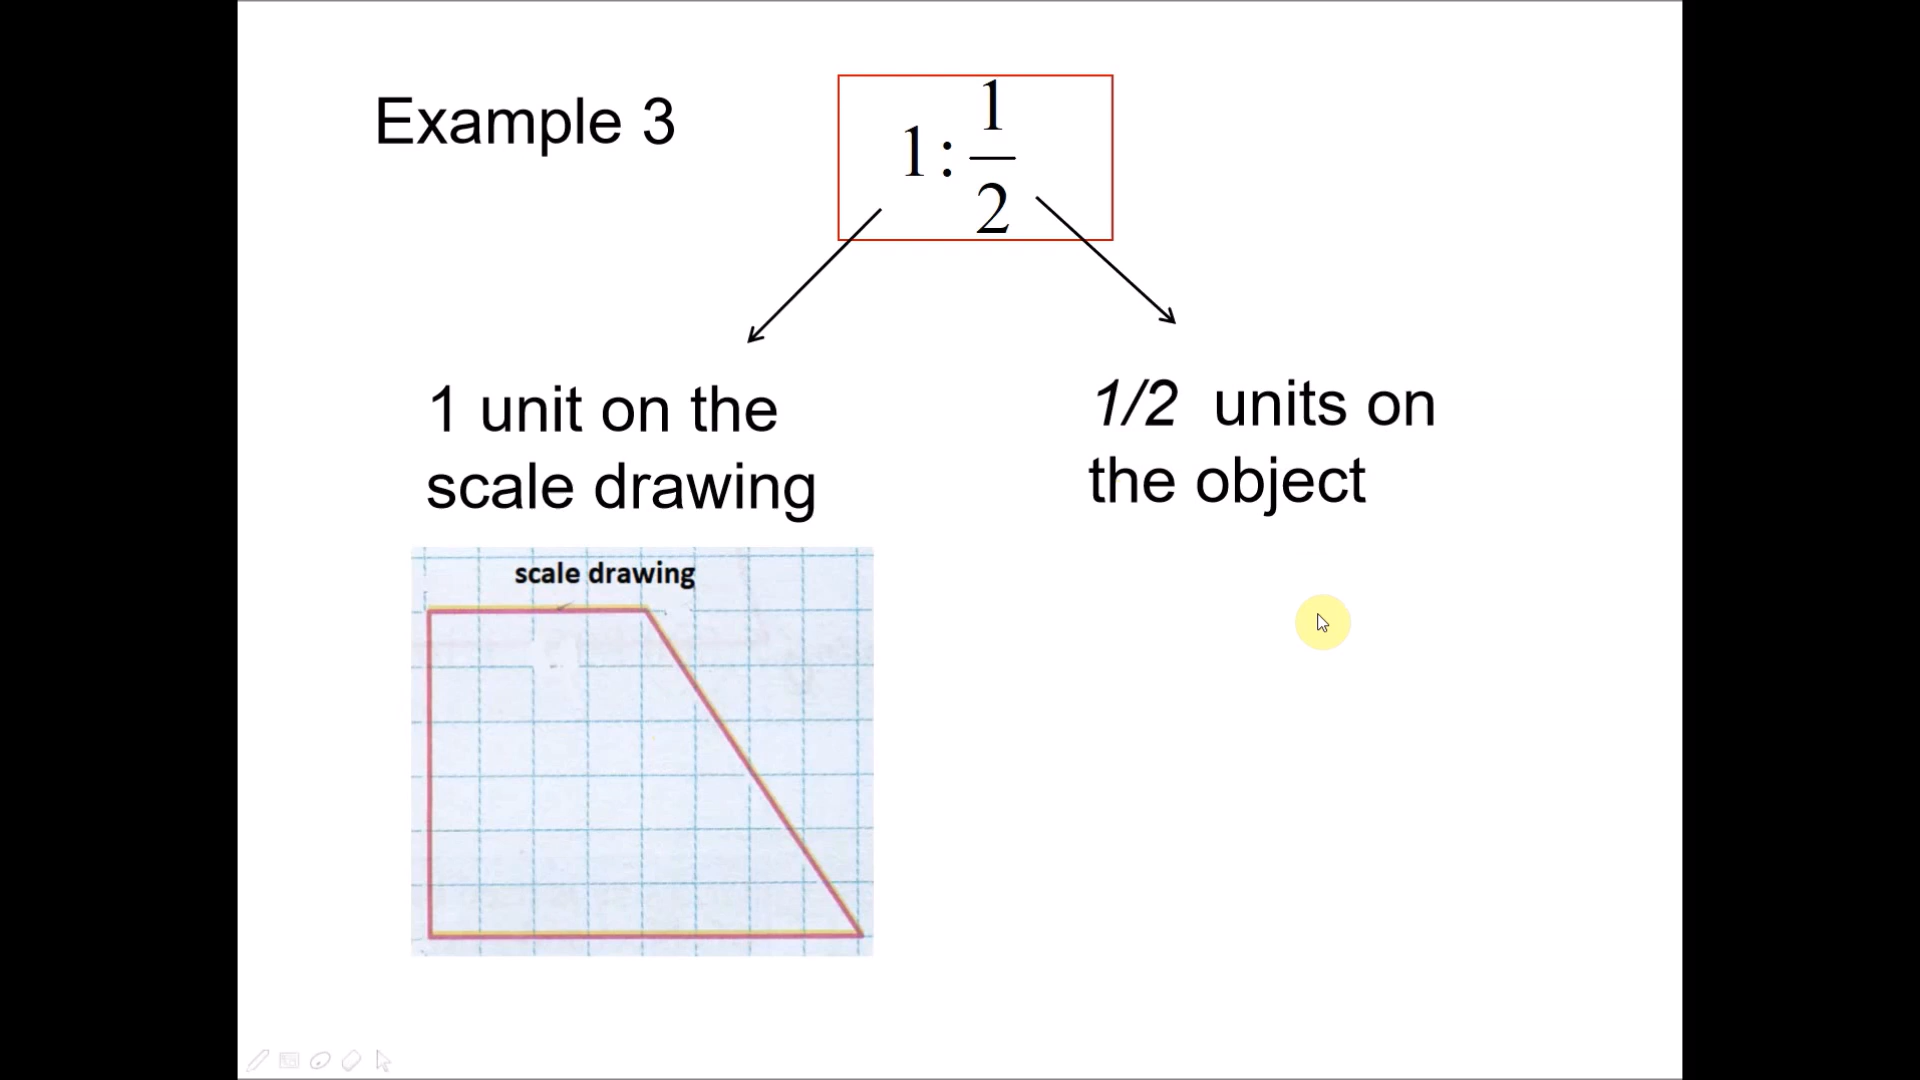 Example 3
1 : 1/2
1 unit on the
scale drawing
1/2 units on
the object
scale drawing